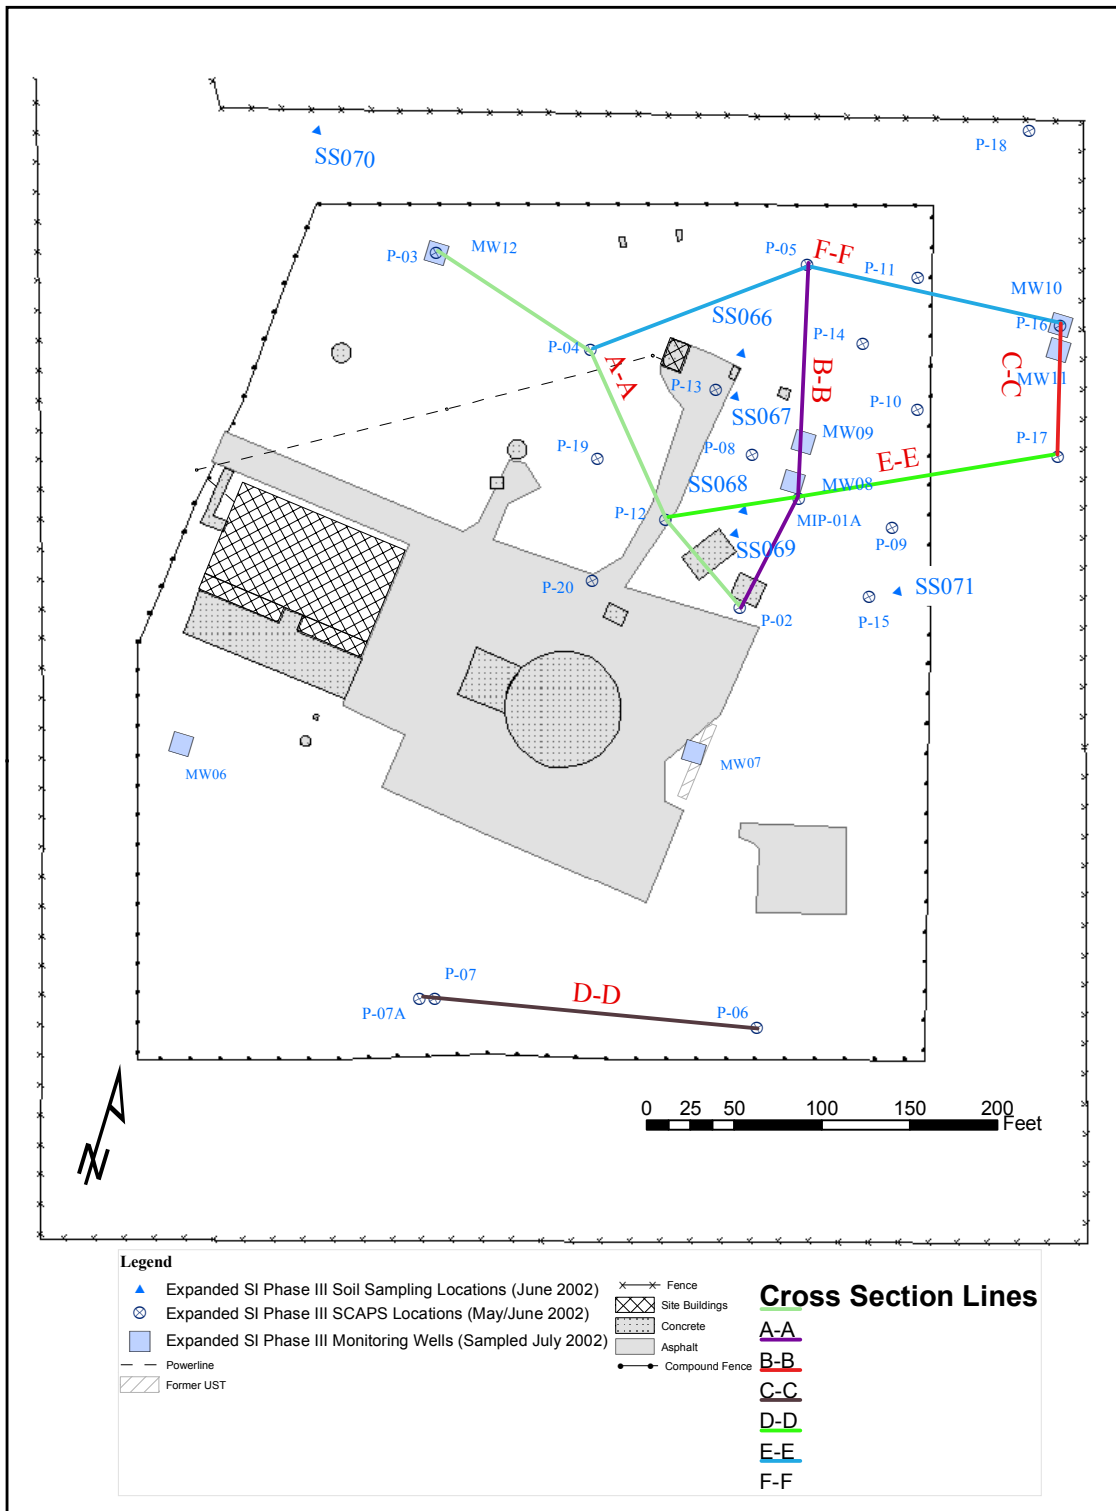 SS070
P-18
P-03
MW12
P-05
F-F
P-11
MW10
P-16
SS066
P-14
P-04
A-A
B-B
C-C
MW11
P-13
SS067
P-10
MW09
P-19
P-08
E-E
P-17
SS068
MW08
P-12
MIP-01A
SS069
P-09
P-20
SS071
P-15
P-02
MW06
MW07
P-07
D-D
P-07A
P-06
N
0 25 50 100 150 200
Feet
Legend
Expanded SI Phase III Soil Sampling Locations (June 2002)
Expanded SI Phase III SCAPS Locations (May/June 2002)
Expanded SI Phase III Monitoring Wells (Sampled July 2002)
Powerline
Former UST
Fence
Site Buildings
Concrete
Asphalt
Compound Fence
Cross Section Lines
A-A
B-B
C-C
D-D
E-E
F-F